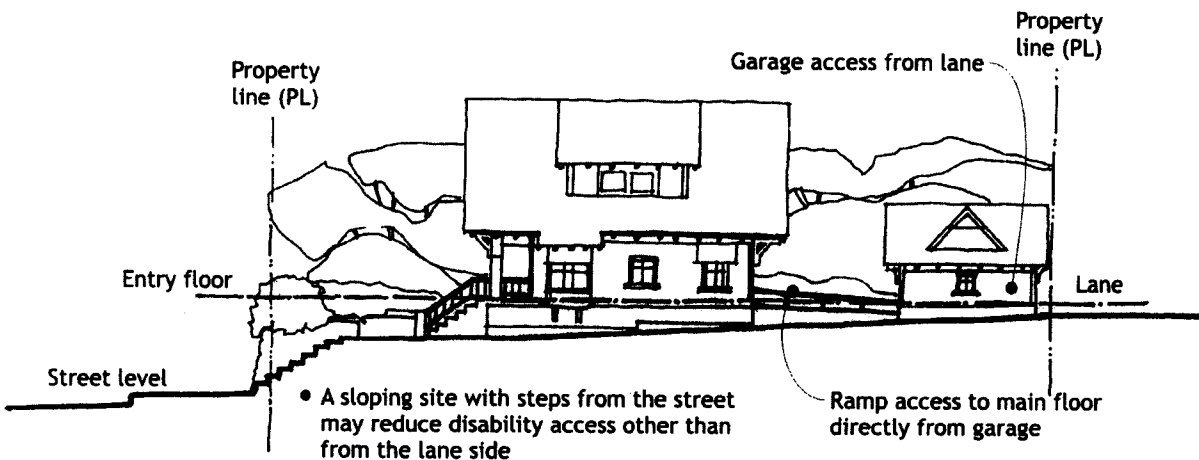 Property
line (PL)
Garage access from lane
Property
line (PL)
Entry floor
Lane
Street level
• A sloping site with steps from the street
may reduce disability access other than
from the lane side
Ramp access to main floor
directly from garage